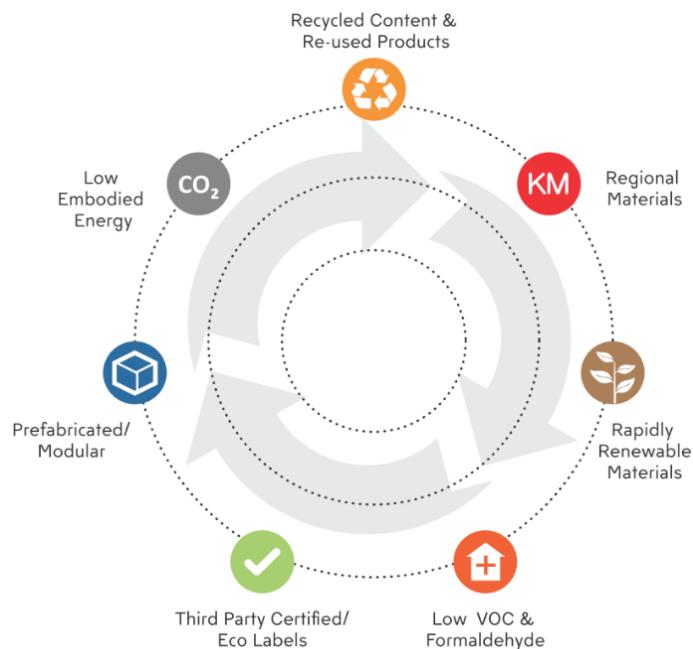 Recycled Content &
Re-used Products
KM
Regional
Materials
Rapidly
Renewable
Materials
Low VOC &
Formaldehyde
Third Party Certified/
Eco Labels
Prefabricated/
Modular
CO₂
Low
Embodied
Energy